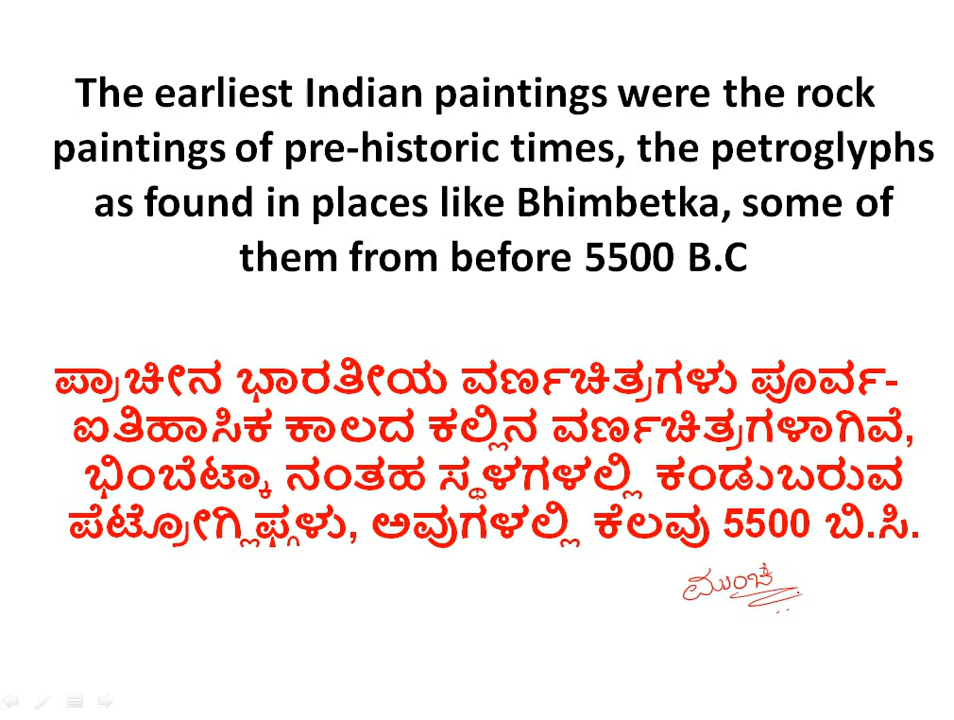 The earliest Indian paintings were the rock
paintings of pre-historic times, the petroglyphs
as found in places like Bhimbetka, some of
them from before 5500 B.C
ಪ್ರಾಚೀನ ಭಾರತೀಯ ವರ್ಣಚಿತ್ರಗಳು ಪೂರ್ವ-
ಐತಿಹಾಸಿಕ ಕಾಲದ ಕಲ್ಲಿನ ವರ್ಣಚಿತ್ರಗಳಾಗಿವೆ,
ಭಿಂಬೆಟ್ಕಾ ನಂತಹ ಸ್ಥಳಗಳಲ್ಲಿ ಕಂಡುಬರುವ
ಪೆಟ್ರೋಗ್ಲಿಫ್ಗಳು, ಅವುಗಳಲ್ಲಿ ಕೆಲವು 5500 ಬಿ.ಸಿ.
ಮುಂಚೆ